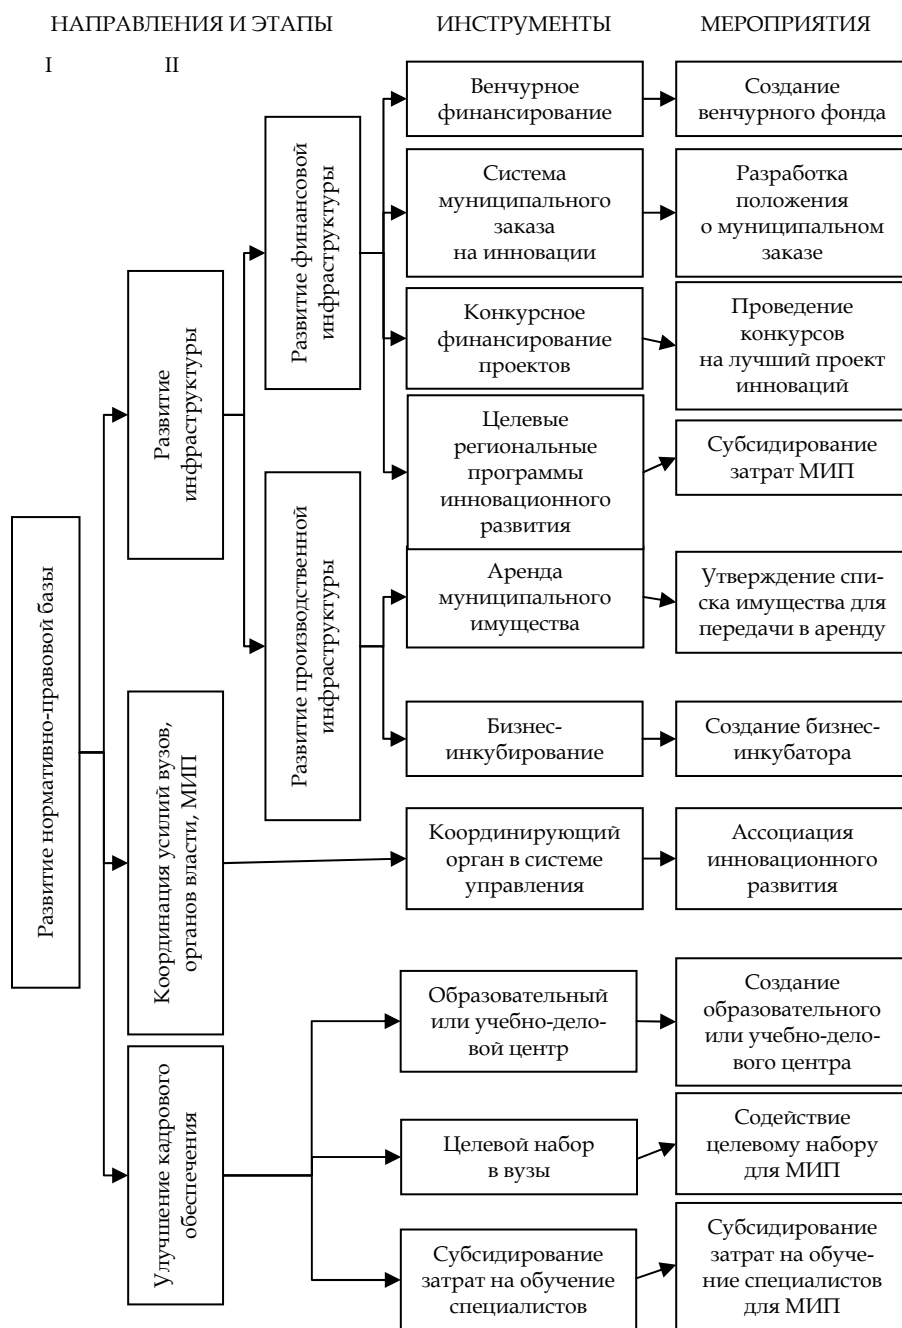 НАПРАВЛЕНИЯ И ЭТАПЫ
ИНСТРУМЕНТЫ
МЕРОПРИЯТИЯ
I
II
Развитие нормативно-правовой базы
Развитие
инфраструктуры
Координация усилий вузов,
органов власти, МИП
Улучшение кадрового
обеспечения
Развитие финансовой
инфраструктуры
Развитие производственной
инфраструктуры
Венчурное
финансирование
Создание
венчурного фонда
Система
муниципального
заказа
на инновации
Разработка
положения
о муниципальном
заказе
Конкурсное
финансирование
проектов
Проведение
конкурсов
на лучший проект
инноваций
Целевые
региональные
программы
инновационного
развития
Субсидирование
затрат МИП
Аренда
муниципального
имущества
Утверждение спи-
ска имущества для
передачи в аренду
Бизнес-
инкубирование
Создание бизнес-
инкубатора
Координирующий
орган в системе
управления
Ассоциация
инновационного
развития
Образовательный
или учебно-дело-
вой центр
Создание
образовательного
или учебно-дело-
вого центра
Целевой набор
в вузы
Содействие
целевому набору
для МИП
Субсидирование
затрат на обучение
специалистов
Субсидирование
затрат на обуче-
ние специалистов
для МИП